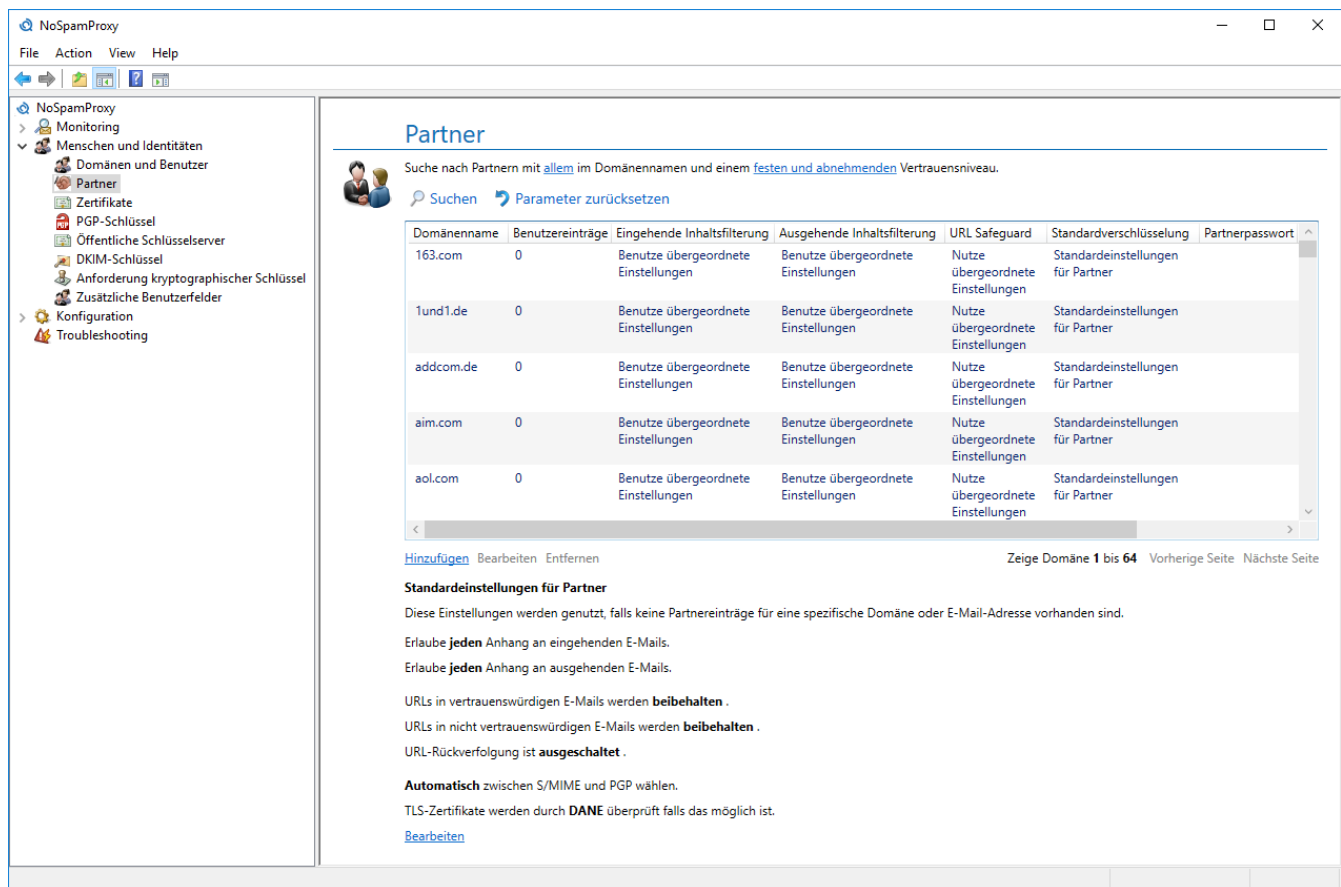 NoSpamProxy
File Action View Help
NoSpamProxy
Monitoring
Menschen und Identitäten
Domänen und Benutzer
Partner
Zertifikate
PGP-Schlüssel
Öffentliche Schlüsselserver
DKIM-Schlüssel
Anforderung kryptographischer Schlüssel
Zusätzliche Benutzerfelder
Konfiguration
Troubleshooting
Partner
Suche nach Partnern mit allem im Domänennamen und einem festen und abnehmenden Vertrauensniveau.
Suchen Parameter zurücksetzen
Domänenname Benutzereinträge Eingehende Inhaltsfilterung Ausgehende Inhaltsfilterung URL Safeguard Standardverschlüsselung Partnerpasswort
163.com 0 Benutze übergeordnete Benutze übergeordnete Nutze Standardeinstellungen
Einstellungen Einstellungen übergeordnete für Partner
Einstellungen
1und1.de 0 Benutze übergeordnete Benutze übergeordnete Nutze Standardeinstellungen
Einstellungen Einstellungen übergeordnete für Partner
Einstellungen
addcom.de 0 Benutze übergeordnete Benutze übergeordnete Nutze Standardeinstellungen
Einstellungen Einstellungen übergeordnete für Partner
Einstellungen
aim.com 0 Benutze übergeordnete Benutze übergeordnete Nutze Standardeinstellungen
Einstellungen Einstellungen übergeordnete für Partner
Einstellungen
aol.com 0 Benutze übergeordnete Benutze übergeordnete Nutze Standardeinstellungen
Einstellungen Einstellungen übergeordnete für Partner
Einstellungen
Hinzufügen Bearbeiten Entfernen Zeige Domäne 1 bis 64 Vorherige Seite Nächste Seite
Standardeinstellungen für Partner
Diese Einstellungen werden genutzt, falls keine Partnereinträge für eine spezifische Domäne oder E-Mail-Adresse vorhanden sind.
Erlaube jeden Anhang an eingehenden E-Mails.
Erlaube jeden Anhang an ausgehenden E-Mails.
URLs in vertrauenswürdigen E-Mails werden beibehalten .
URLs in nicht vertrauenswürdigen E-Mails werden beibehalten .
URL-Rückverfolgung ist ausgeschaltet .
Automatisch zwischen S/MIME und PGP wählen.
TLS-Zertifikate werden durch DANE überprüft falls das möglich ist.
Bearbeiten